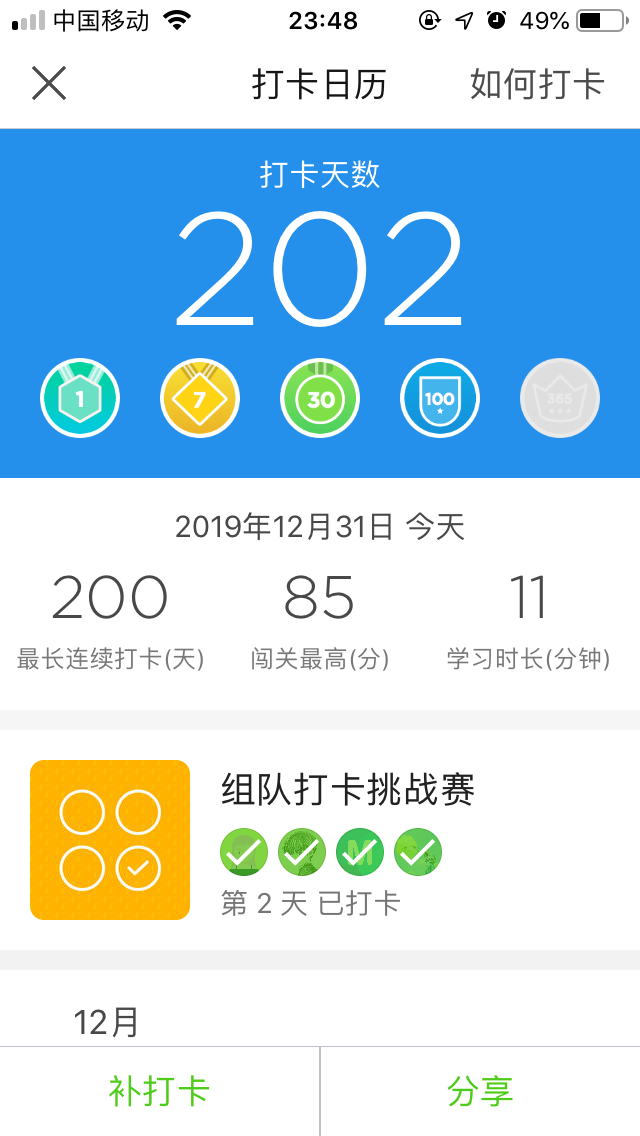 中国移动 23:48 49%
打卡日历 如何打卡
打卡天数
202
1 7 30 100 365
2019年12月31日 今天
200 85 11
最长连续打卡(天) 闯关最高(分) 学习时长(分钟)
组队打卡挑战赛
M
第 2 天 已打卡
12月
补打卡 分享